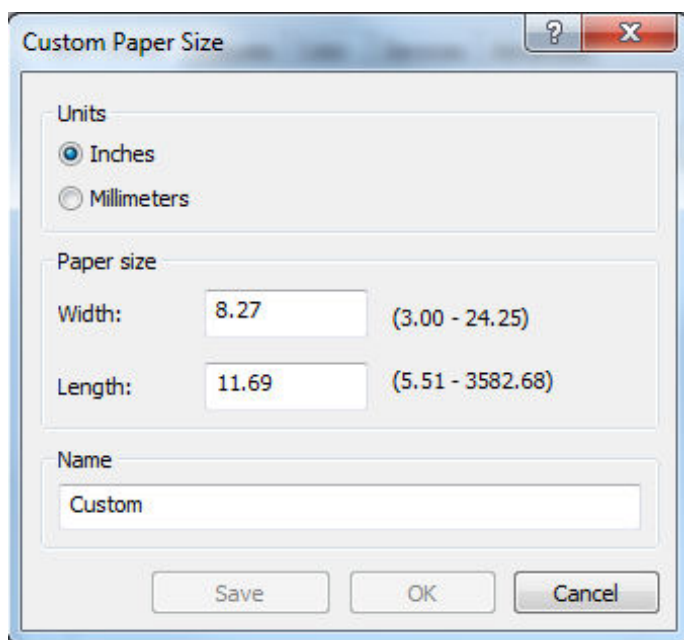 Custom Paper Size
Units
Inches
Millimeters
Paper size
Width: 8.27 (3.00 - 24.25)
Length: 11.69 (5.51 - 3582.68)
Name
Custom
Save OK Cancel